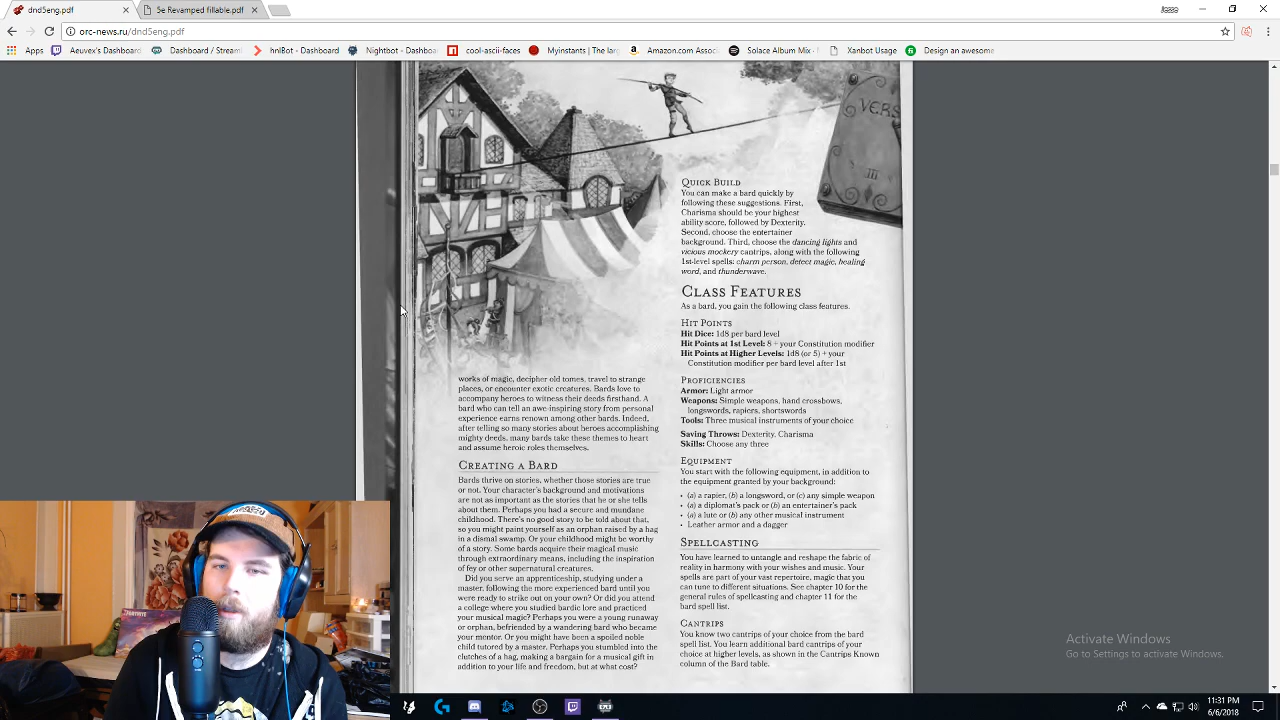 dnd5eng.pdf
5e Revamped fillable.pdf
orc-news.ru/dnd5eng.pdf
Apps
Aeuvex's Dashboard
Dashboard / Stream
hniBot - Dashboard
Nightbot - Dashboa
cool-ascii-faces
Myinstants | The larg
Amazon.com Assoc
Solace Album Mix -
Xanbot Usage
Design an awesome
VERS
III
QUICK BUILD
You can make a bard quickly by
following these suggestions. First,
Charisma should be your highest
ability score, followed by Dexterity.
Second, choose the entertainer
background. Third, choose the dancing lights and
vicious mockery cantrips, along with the following
1st-level spells: charm person, detect magic, healing
word, and thunderwave.
CLASS FEATURES
As a bard, you gain the following class features.
HIT POINTS
Hit Dice: 1d8 per bard level
Hit Points at 1st Level: 8 + your Constitution modifier
Hit Points at Higher Levels: 1d8 (or 5) + your
Constitution modifier per bard level after 1st
PROFICIENCIES
Armor: Light armor
Weapons: Simple weapons, hand crossbows,
longswords, rapiers, shortswords
Tools: Three musical instruments of your choice
Saving Throws: Dexterity, Charisma
Skills: Choose any three
EQUIPMENT
You start with the following equipment, in addition to
the equipment granted by your background:
• (a) a rapier, (b) a longsword, or (c) any simple weapon
• (a) a diplomat's pack or (b) an entertainer's pack
• (a) a lute or (b) any other musical instrument
• Leather armor and a dagger
SPELLCASTING
You have learned to untangle and reshape the fabric of
reality in harmony with your wishes and music. Your
spells are part of your vast repertoire, magic that you
can tune to different situations. See chapter 10 for the
general rules of spellcasting and chapter 11 for the
bard spell list.
CANTRIPS
You know two cantrips of your choice from the bard
spell list. You learn additional bard cantrips of your
choice at higher levels, as shown in the Cantrips Known
column of the Bard table.
works of magic, decipher old tomes, travel to strange
places, or encounter exotic creatures. Bards love to
accompany heroes to witness their deeds firsthand. A
bard who can tell an awe-inspiring story from personal
experience earns renown among other bards. Indeed,
after telling so many stories about heroes accomplishing
mighty deeds, many bards take these themes to heart
and assume heroic roles themselves.
CREATING A BARD
Bards thrive on stories, whether those stories are true
or not. Your character's background and motivations
are not as important as the stories that he or she tells
about them. Perhaps you had a secure and mundane
childhood. There's no good story to be told about that,
so you might paint yourself as an orphan raised by a hag
in a dismal swamp. Or your childhood might be worthy
of a story. Some bards acquire their magical music
through extraordinary means, including the inspiration
of fey or other supernatural creatures.
Did you serve an apprenticeship, studying under a
master, following the more experienced bard until you
were ready to strike out on your own? Or did you attend
a college where you studied bardic lore and practiced
your musical magic? Perhaps you were a young runaway
or orphan, befriended by a wandering bard who became
your mentor. Or you might have been a spoiled noble
child tutored by a master. Perhaps you stumbled into the
clutches of a hag, making a bargain for a musical gift in
addition to your life and freedom, but at what cost?
Activate Windows
Go to Settings to activate Windows.
11:31 PM
6/6/2018